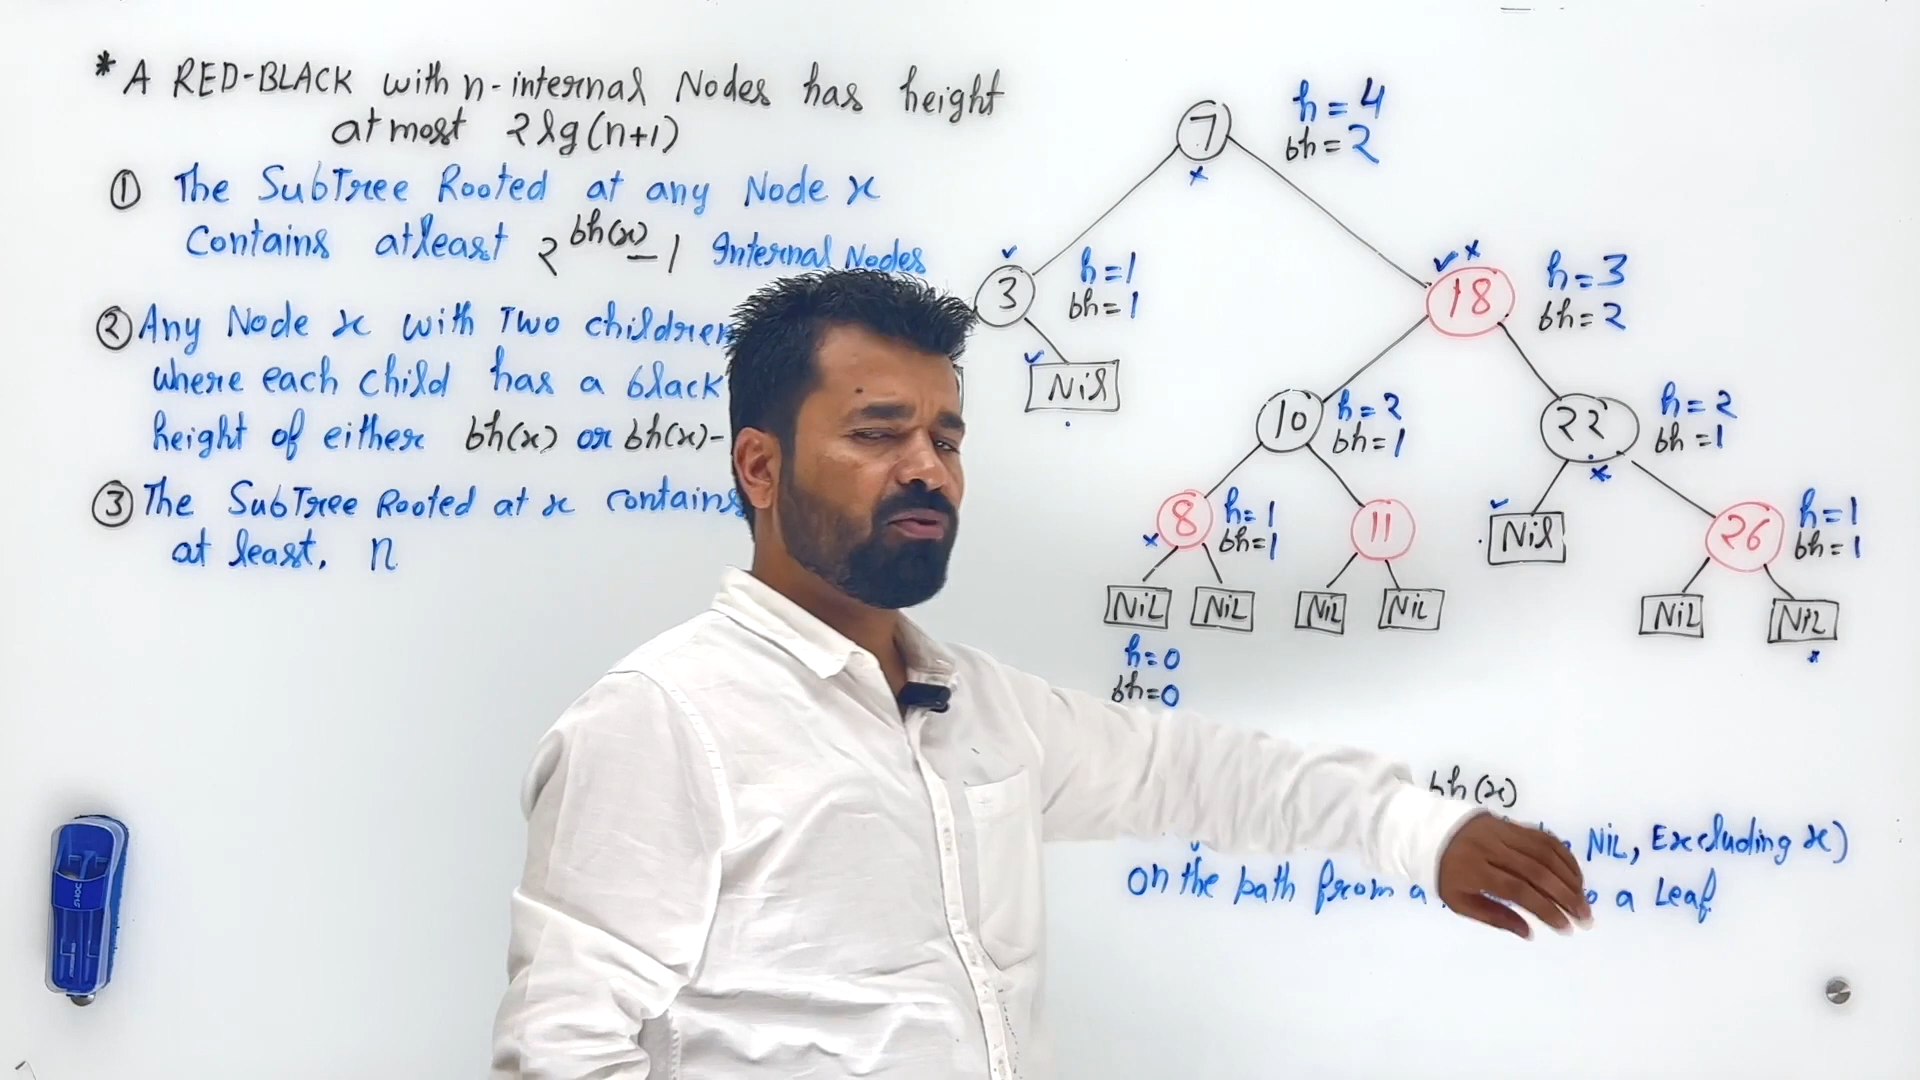 * A RED-BLACK with n-internal Nodes has height
at most 2lg(n+1)
① The SubTree Rooted at any Node x
Contains atleast 2^bh(x) - 1 Internal Nodes
② Any Node x with Two children
where each child has a black
height of either bh(x) or bh(x)-
③ The SubTree Rooted at x contains
at least, n
7
h=4
bh=2
3
h=1
bh=1
18
h=3
bh=2
Nil
10
h=2
bh=1
22
h=2
bh=1
8
h=1
bh=1
11
Nil
26
h=1
bh=1
NiL
NiL
NiL
NiL
NiL
NiL
h=0
bh=0
bh(x)
NiL, Excluding x)
on the path from a a Leaf